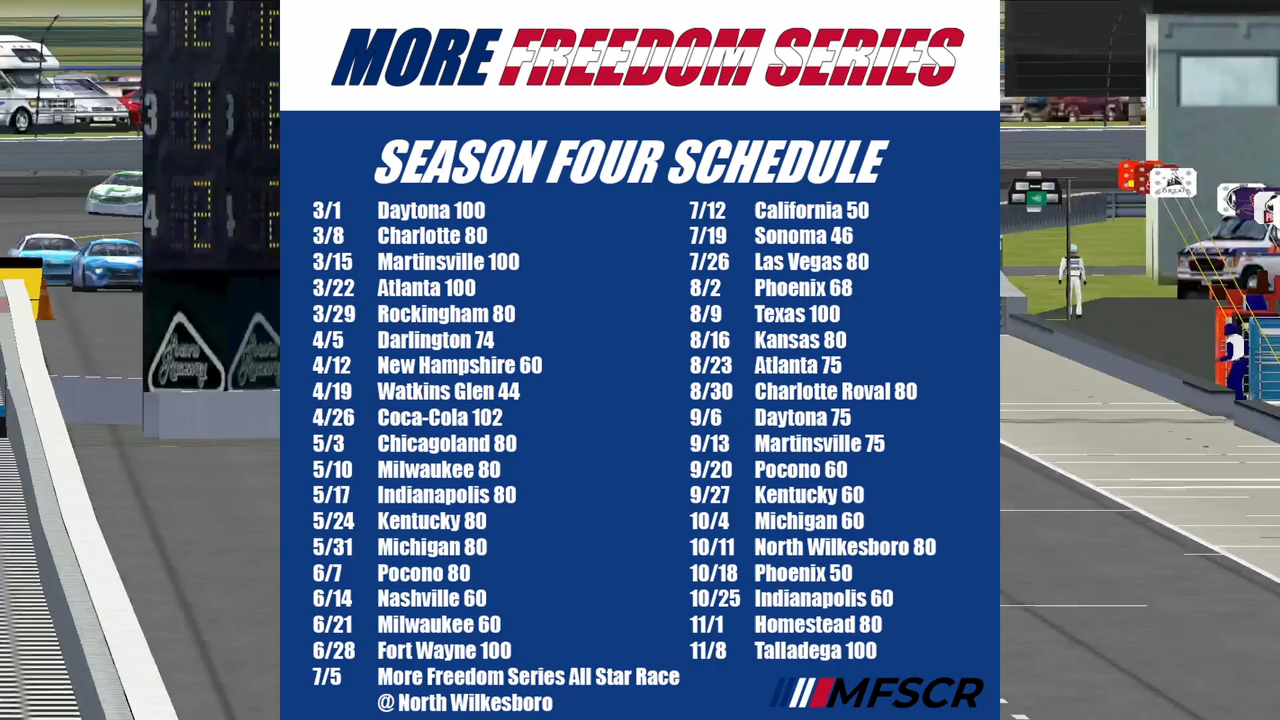 MORE FREEDOM SERIES
SEASON FOUR SCHEDULE
3/1 Daytona 100
3/8 Charlotte 80
3/15 Martinsville 100
3/22 Atlanta 100
3/29 Rockingham 80
4/5 Darlington 74
4/12 New Hampshire 60
4/19 Watkins Glen 44
4/26 Coca-Cola 102
5/3 Chicagoland 80
5/10 Milwaukee 80
5/17 Indianapolis 80
5/24 Kentucky 80
5/31 Michigan 80
6/7 Pocono 80
6/14 Nashville 60
6/21 Milwaukee 60
6/28 Fort Wayne 100
7/5 More Freedom Series All Star Race
@ North Wilkesboro
7/12 California 50
7/19 Sonoma 46
7/26 Las Vegas 80
8/2 Phoenix 68
8/9 Texas 100
8/16 Kansas 80
8/23 Atlanta 75
8/30 Charlotte Roval 80
9/6 Daytona 75
9/13 Martinsville 75
9/20 Pocono 60
9/27 Kentucky 60
10/4 Michigan 60
10/11 North Wilkesboro 80
10/18 Phoenix 50
10/25 Indianapolis 60
11/1 Homestead 80
11/8 Talladega 100
MFSCR
2
3
4
CORSAIR